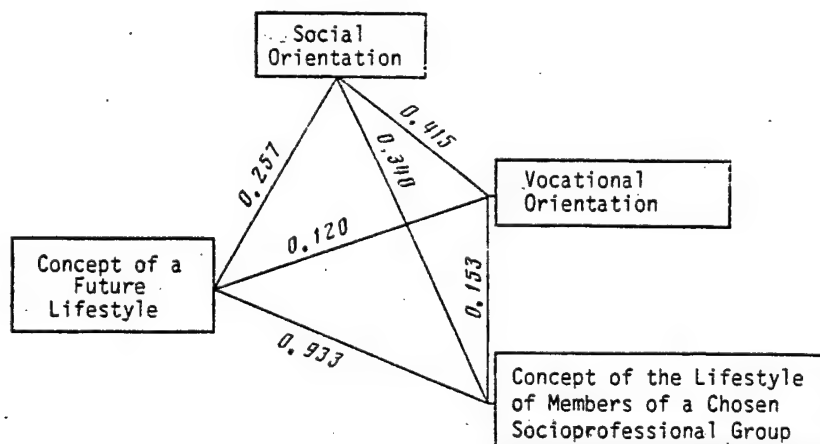 Social
Orientation
0.415
0.340
0.257
Vocational
Orientation
0.120
Concept of a
Future
Lifestyle
0.153
0.933
Concept of the Lifestyle
of Members of a Chosen
Socioprofessional Group